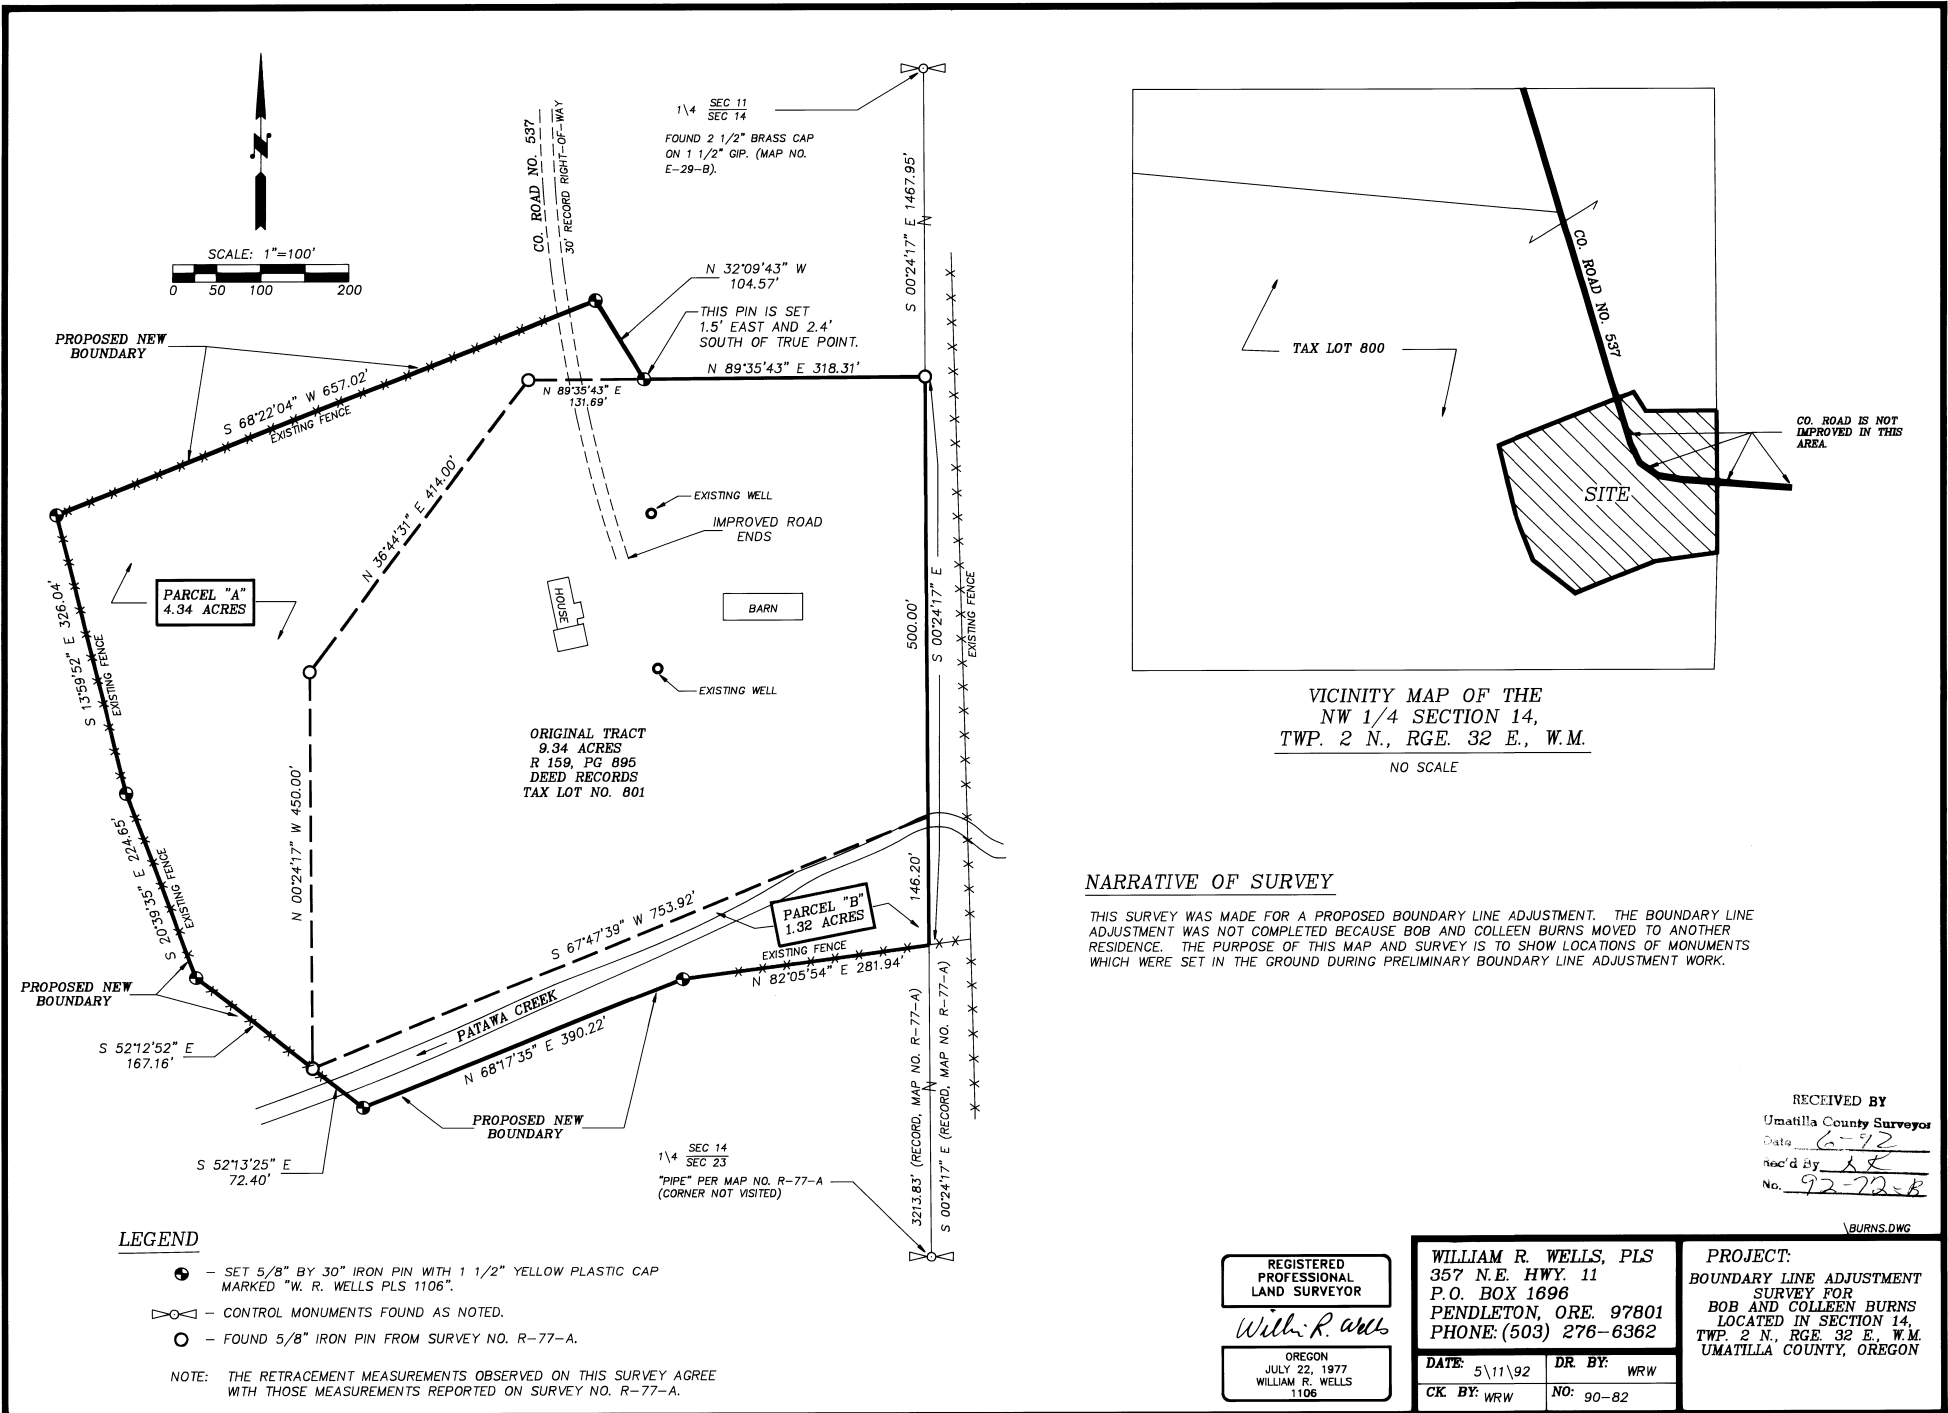 SCALE: 1"=100'
0 50 100 200
CO. ROAD NO. 537
30' RECORD RIGHT-OF-WAY
1\4 SEC 11
SEC 14
FOUND 2 1/2" BRASS CAP
ON 1 1/2" GIP. (MAP NO.
E-29-B).
S 00°24'17" E 1467.95'
N 32°09'43" W
104.57'
THIS PIN IS SET
1.5' EAST AND 2.4'
SOUTH OF TRUE POINT.
N 89°35'43" E 318.31'
N 89°35'43" E
131.69'
PROPOSED NEW
BOUNDARY
S 68°22'04" W 657.02'
EXISTING FENCE
N 36°44'31" E 414.00'
EXISTING WELL
IMPROVED ROAD
ENDS
PARCEL "A"
4.34 ACRES
HOUSE
BARN
EXISTING WELL
500.00'
S 00°24'17" E
EXISTING FENCE
S 13°59'52" E 326.04'
EXISTING FENCE
ORIGINAL TRACT
9.34 ACRES
R 159, PG 895
DEED RECORDS
TAX LOT NO. 801
N 00°24'17" W 450.00'
S 20°39'35" E 224.65'
EXISTING FENCE
S 67°47'39" W 753.92'
PARCEL "B"
1.32 ACRES
146.20'
EXISTING FENCE
N 82°05'54" E 281.94'
PATAWA CREEK
N 68°17'35" E 390.22'
PROPOSED NEW
BOUNDARY
S 52°12'52" E
167.16'
PROPOSED NEW
BOUNDARY
S 52°13'25" E
72.40'
1\4 SEC 14
SEC 23
"PIPE" PER MAP NO. R-77-A
(CORNER NOT VISITED)
3213.83' (RECORD, MAP NO. R-77-A)
S 00°24'17" E (RECORD, MAP NO. R-77-A)
LEGEND
- SET 5/8" BY 30" IRON PIN WITH 1 1/2" YELLOW PLASTIC CAP
MARKED "W. R. WELLS PLS 1106".
- CONTROL MONUMENTS FOUND AS NOTED.
- FOUND 5/8" IRON PIN FROM SURVEY NO. R-77-A.
NOTE: THE RETRACEMENT MEASUREMENTS OBSERVED ON THIS SURVEY AGREE
WITH THOSE MEASUREMENTS REPORTED ON SURVEY NO. R-77-A.
CO. ROAD NO. 537
TAX LOT 800
SITE
CO. ROAD IS NOT
IMPROVED IN THIS
AREA.
VICINITY MAP OF THE
NW 1/4 SECTION 14,
TWP. 2 N., RGE. 32 E., W.M.
NO SCALE
NARRATIVE OF SURVEY
THIS SURVEY WAS MADE FOR A PROPOSED BOUNDARY LINE ADJUSTMENT. THE BOUNDARY LINE
ADJUSTMENT WAS NOT COMPLETED BECAUSE BOB AND COLLEEN BURNS MOVED TO ANOTHER
RESIDENCE. THE PURPOSE OF THIS MAP AND SURVEY IS TO SHOW LOCATIONS OF MONUMENTS
WHICH WERE SET IN THE GROUND DURING PRELIMINARY BOUNDARY LINE ADJUSTMENT WORK.
RECEIVED BY
Umatilla County Surveyor
Date 6-92
Rec'd By
No. 92-72-B
\BURNS.DWG
REGISTERED
PROFESSIONAL
LAND SURVEYOR
William R. Wells
OREGON
JULY 22, 1977
WILLIAM R. WELLS
1106
WILLIAM R. WELLS, PLS
357 N.E. HWY. 11
P.O. BOX 1696
PENDLETON, ORE. 97801
PHONE: (503) 276-6362
DATE: 5\11\92 DR. BY: WRW
CK. BY: WRW NO: 90-82
PROJECT:
BOUNDARY LINE ADJUSTMENT
SURVEY FOR
BOB AND COLLEEN BURNS
LOCATED IN SECTION 14,
TWP. 2 N., RGE. 32 E., W.M.
UMATILLA COUNTY, OREGON